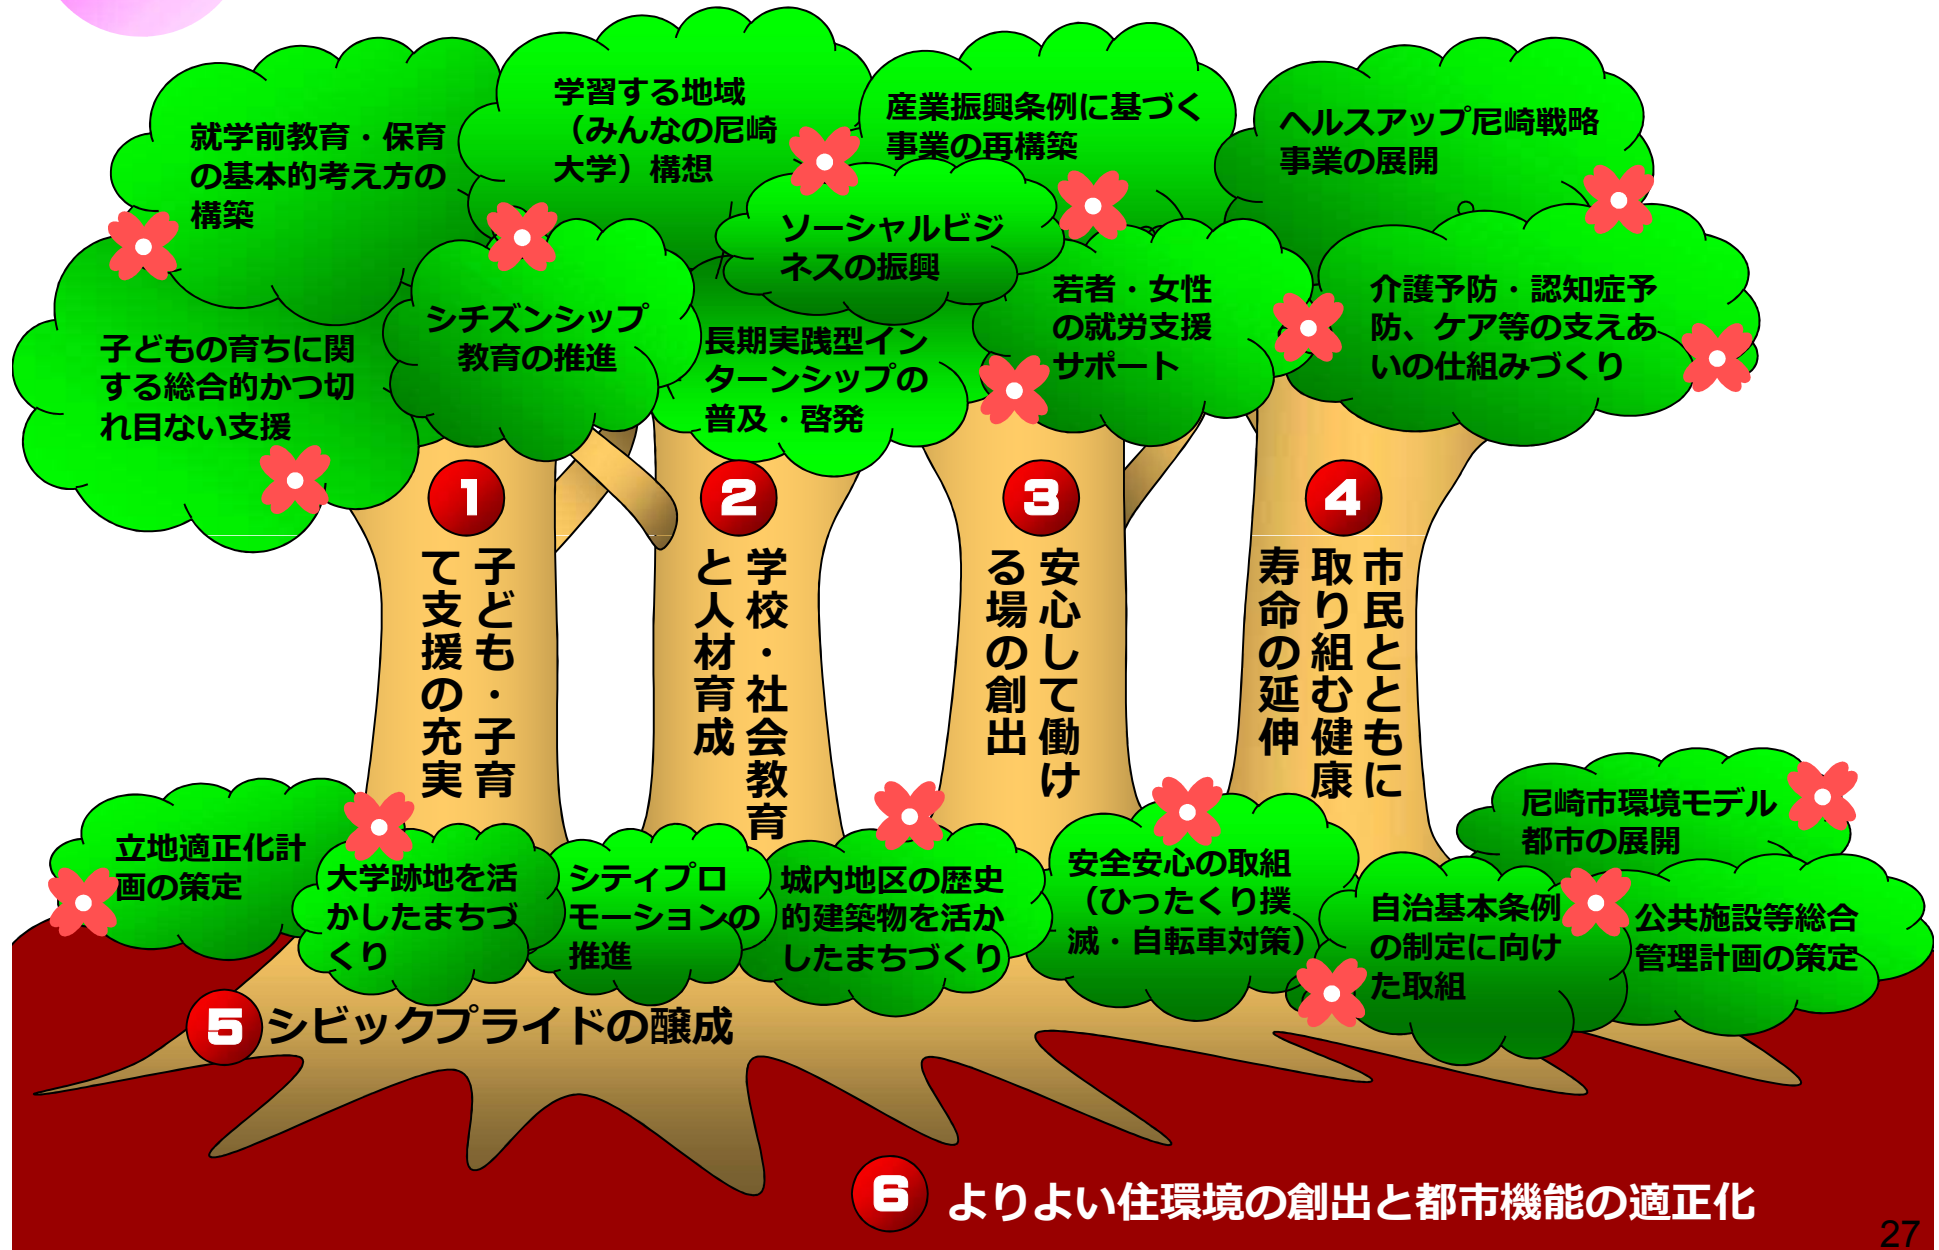 就学前教育・保育
の基本的考え方の
構築
学習する地域
（みんなの尼崎
大学）構想
産業振興条例に基づく
事業の再構築
ヘルスアップ尼崎戦略
事業の展開
ソーシャルビジ
ネスの振興
子どもの育ちに関
する総合的かつ切
れ目ない支援
シチズンシップ
教育の推進
長期実践型イン
ターンシップの
普及・啓発
若者・女性
の就労支援
サポート
介護予防・認知症予
防、ケア等の支えあ
いの仕組みづくり
1
子ども・子育
て支援の充実
2
学校・社会教育
と人材育成
3
安心して働け
る場の創出
4
市民とともに
取り組む健康
寿命の延伸
立地適正化計
画の策定
大学跡地を活
かしたまちづ
くり
シティプロ
モーションの
推進
城内地区の歴史
的建築物を活か
したまちづくり
安全安心の取組
（ひったくり撲
滅・自転車対策）
自治基本条例
の制定に向け
た取組
尼崎市環境モデル
都市の展開
公共施設等総合
管理計画の策定
5 シビックプライドの醸成
6 よりよい住環境の創出と都市機能の適正化
27